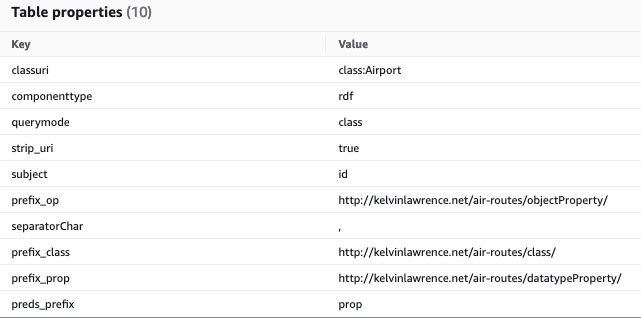 Table properties (10)
Key Value
classuri class:Airport
componenttype rdf
querymode class
strip_uri true
subject id
prefix_op http://kelvinlawrence.net/air-routes/objectProperty/
separatorChar ,
prefix_class http://kelvinlawrence.net/air-routes/class/
prefix_prop http://kelvinlawrence.net/air-routes/datatypeProperty/
preds_prefix prop